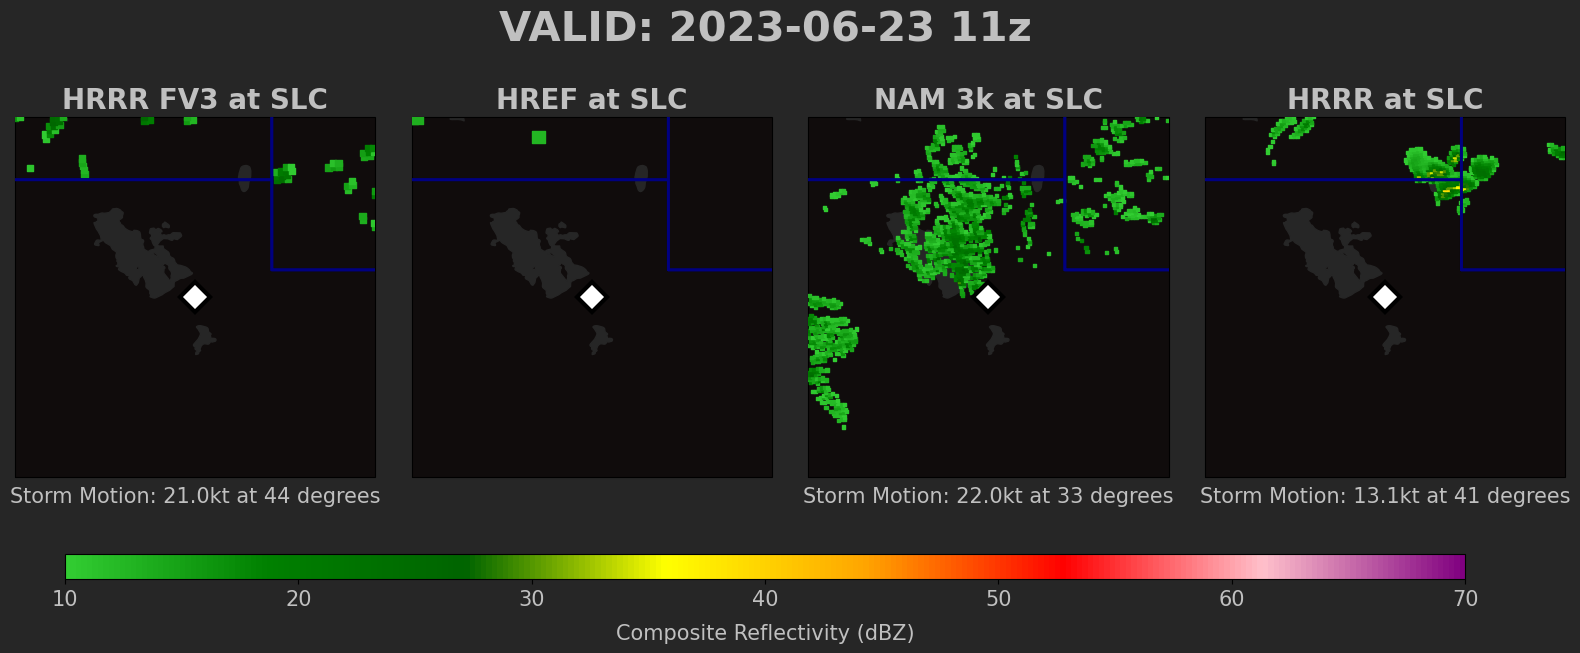 VALID: 2023-06-23 11z
HRRR FV3 at SLC
HREF at SLC
NAM 3k at SLC
HRRR at SLC
Storm Motion: 21.0kt at 44 degrees
Storm Motion: 22.0kt at 33 degrees
Storm Motion: 13.1kt at 41 degrees
10 20 30 40 50 60 70
Composite Reflectivity (dBZ)